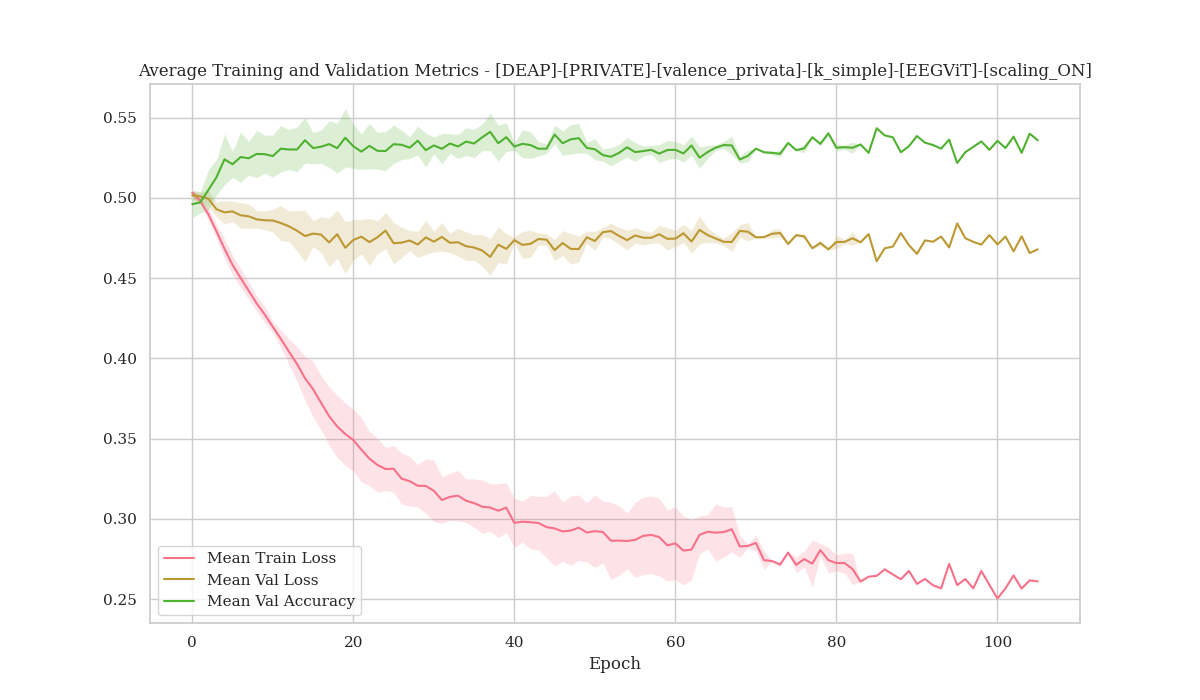 Average Training and Validation Metrics - [DEAP]-[PRIVATE]-[valence_privata]-[k_simple]-[EEGViT]-[scaling_ON]
0.55
0.50
0.45
0.40
0.35
0.30
0.25
Mean Train Loss
Mean Val Loss
Mean Val Accuracy
0 20 40 60 80 100
Epoch